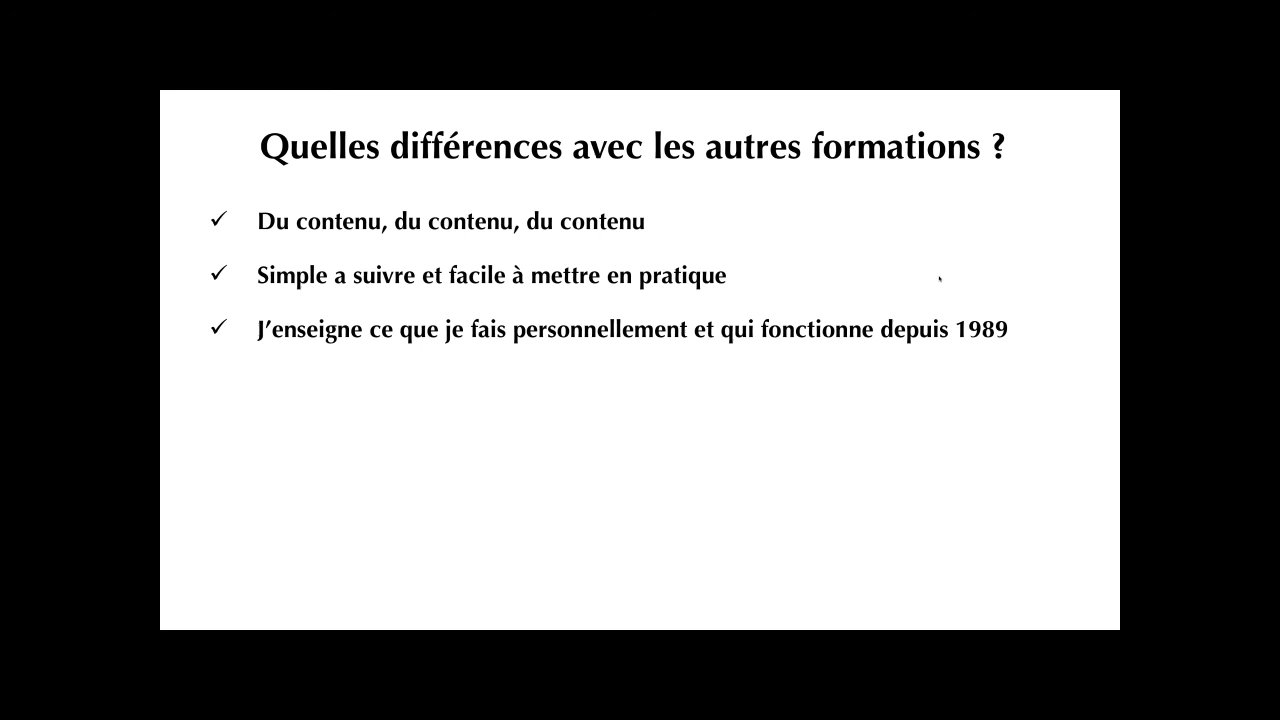 Quelles différences avec les autres formations ?
✓ Du contenu, du contenu, du contenu
✓ Simple a suivre et facile à mettre en pratique
✓ J’enseigne ce que je fais personnellement et qui fonctionne depuis 1989